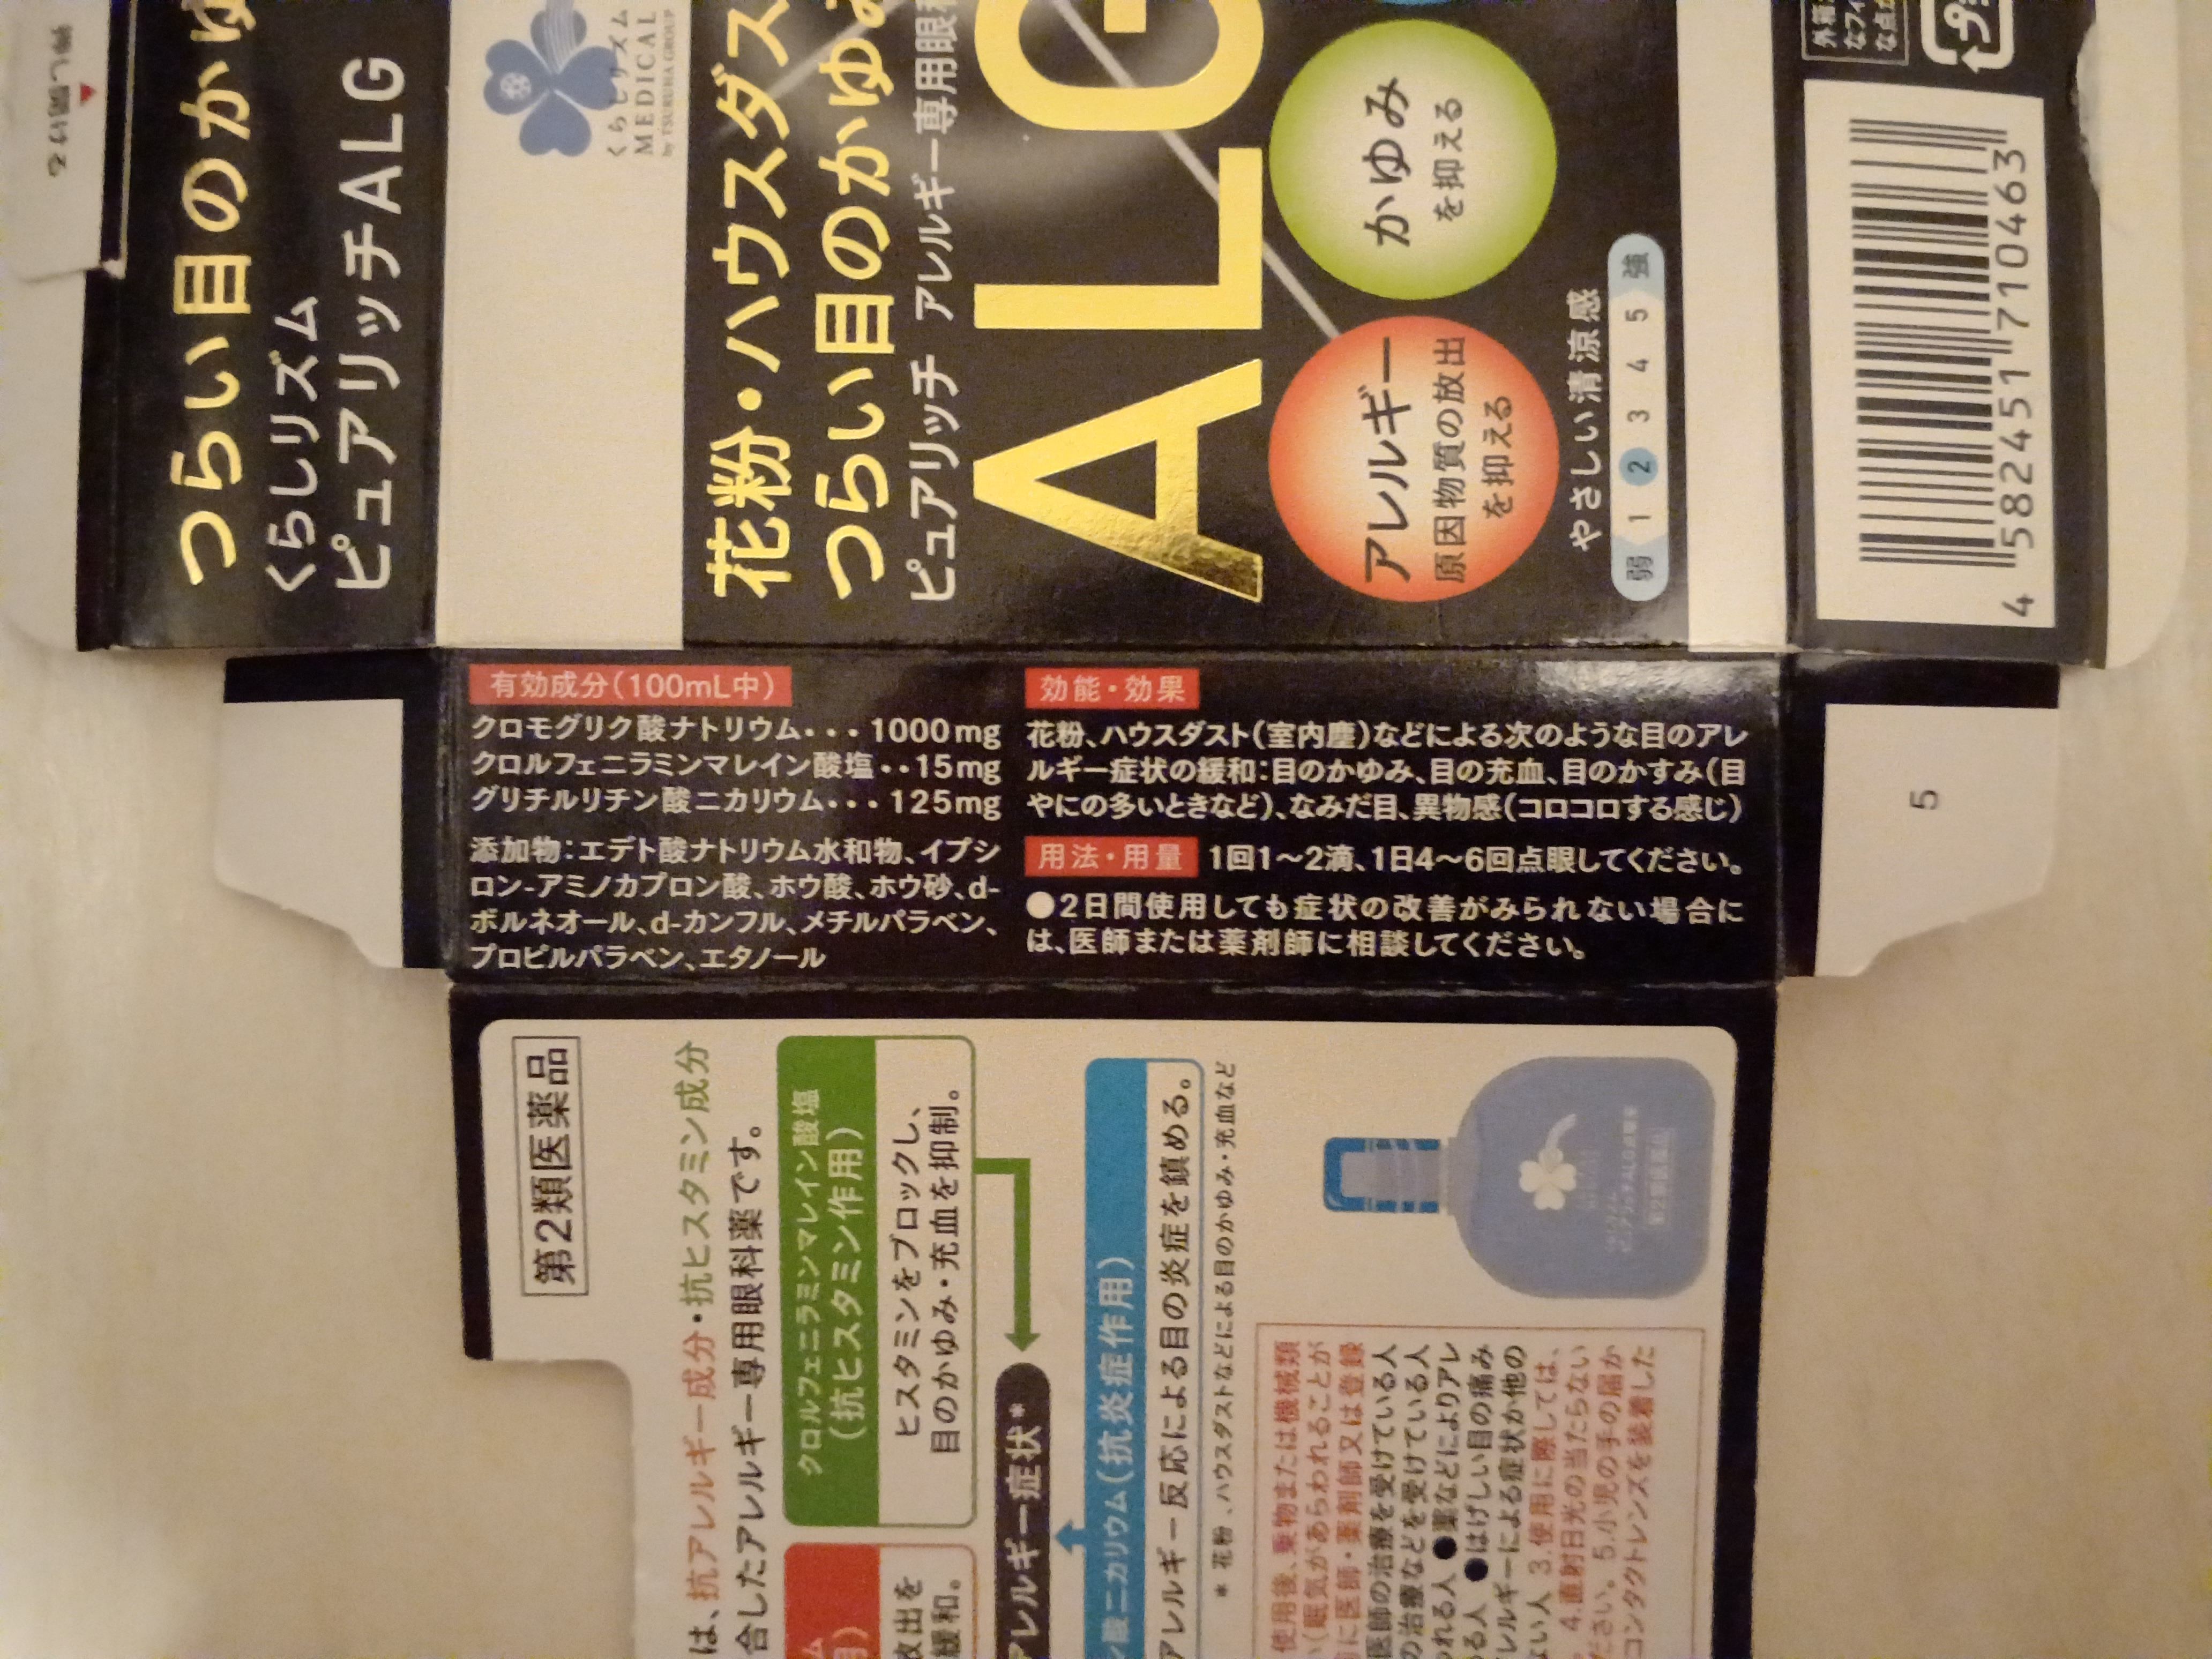 つらい目のか
くらしリズム
ピュアリッチALG
くらしリズム
MEDICAL
by TSURUHA GROUP
花粉・ハウスダス
つらい目のかゆ
ピュアリッチ アレルギー専用眼科
ALG
アレルギー
原因物質の放出
を抑える
かゆみ
を抑える
やさしい清涼感
弱 1 2 3 4 5 強
外箱
なフィ
な点
プラ
4 582451 710463
有効成分(100mL中)
クロモグリク酸ナトリウム・・・1000mg
クロルフェニラミンマレイン酸塩・・15mg
グリチルリチン酸ニカリウム・・・125mg
添加物:エデト酸ナトリウム水和物、イプシ
ロン-アミノカプロン酸、ホウ酸、ホウ砂、d-
ボルネオール、d-カンフル、メチルパラベン、
プロピルパラベン、エタノール
効能・効果
花粉、ハウスダスト(室内塵)などによる次のような目のアレ
ルギー症状の緩和:目のかゆみ、目の充血、目のかすみ(目
やにの多いときなど)、なみだ目、異物感(コロコロする感じ)
用法・用量 1回1〜2滴、1日4〜6回点眼してください。
●2日間使用しても症状の改善がみられない場合に
は、医師または薬剤師に相談してください。
5
第2類医薬品
は、抗アレルギー成分・抗ヒスタミン成分
合したアレルギー専用眼科薬です。
クロルフェニラミンマレイン酸塩
(抗ヒスタミン作用)
ヒスタミンをブロックし、
目のかゆみ・充血を抑制。
放出を
緩和。
アレルギー症状*
酸ニカリウム(抗炎症作用)
アレルギー反応による目の炎症を鎮める。
*花粉、ハウスダストなどによる目のかゆみ・充血など
使用後、乗物または機械類
い(眠気があらわれることが
に医師・薬剤師又は登録
医師の治療を受けている人
の治療などを受けている人
われる人 ●薬などによりアレ
る人 ●はげしい目の痛み
レルギーによる症状か他の
ない人 3.使用に際しては、
4.直射日光の当たらない
ださい。5.小児の手の届か
コンタクトレンズを装着した